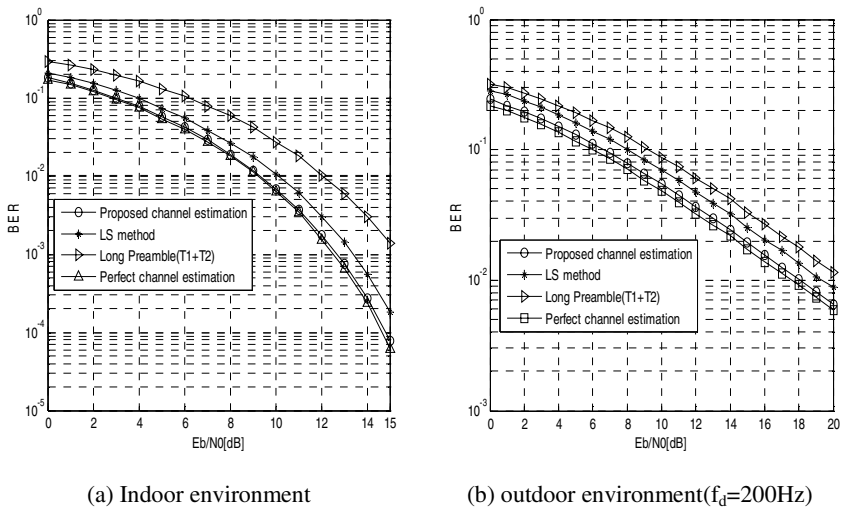 10^0
10^-1
10^-2
10^-3
10^-4
10^-5
BER
Proposed channel estimation
LS method
Long Preamble(T1+T2)
Perfect channel estimation
0 2 4 6 8 10 12 14 15
Eb/N0[dB]
(a) Indoor environment
10^0
10^-1
10^-2
10^-3
BER
Proposed channel estimation
LS method
Long Preamble(T1+T2)
Perfect channel estimation
0 2 4 6 8 10 12 14 16 18 20
Eb/N0[dB]
(b) outdoor environment(f_d=200Hz)